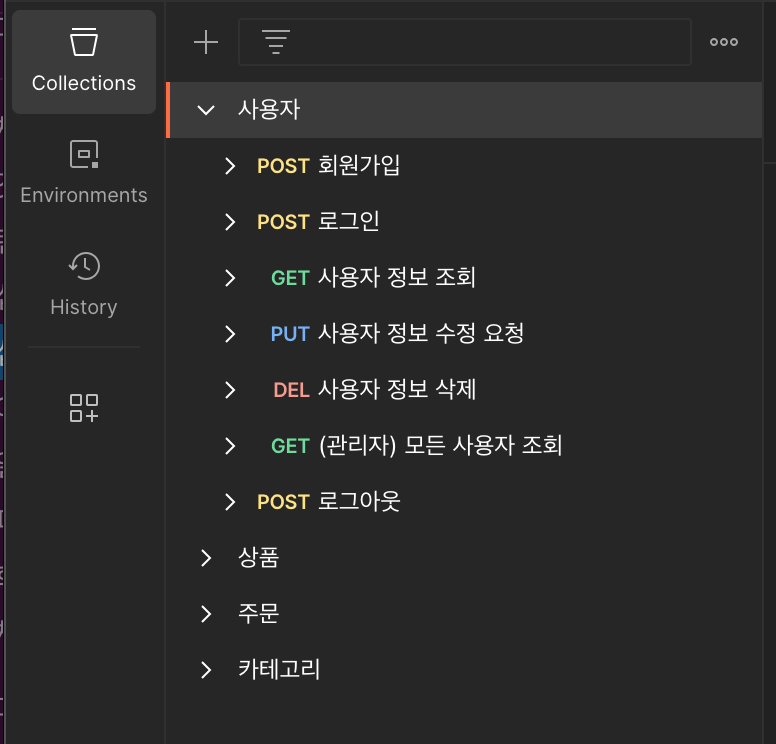 Collections
Environments
History
사용자
POST 회원가입
POST 로그인
GET 사용자 정보 조회
PUT 사용자 정보 수정 요청
DEL 사용자 정보 삭제
GET (관리자) 모든 사용자 조회
POST 로그아웃
상품
주문
카테고리